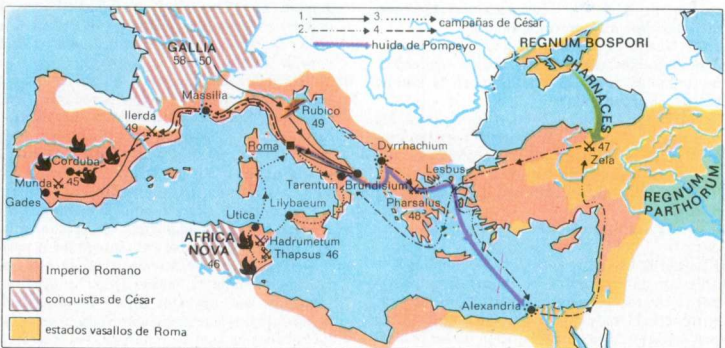 1. 3. campañas de César
2. 4.
huida de Pompeyo
GALLIA
58–50
REGNUM BOSPORI
PHARNACES
Massilia
Ilerda
49
Rubico
49
Roma
Dyrrhachium
47
Zela
Corduba
Lesbus
Munda 45
Tarentum Brundisium
REGNUM
PARTHORUM
Gades
Lilybaeum
Pharsalus
48
Utica
AFRICA
NOVA
46
Hadrumetum
Thapsus 46
Imperio Romano
conquistas de César
Alexandria
estados vasallos de Roma